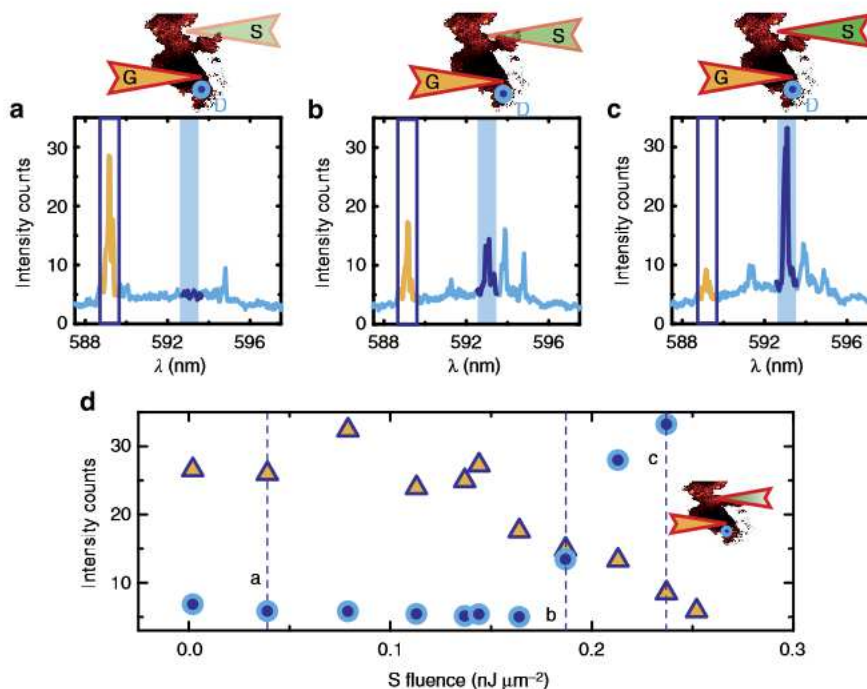 S
S
S
G
G
G
D
D
D
a
b
c
Intensity counts
30
20
10
0
588
592
596
λ (nm)
Intensity counts
30
20
10
0
588
592
596
λ (nm)
Intensity counts
30
20
10
0
588
592
596
λ (nm)
d
Intensity counts
30
20
10
a
b
c
0.0
0.1
0.2
0.3
S fluence (nJ μm⁻²)